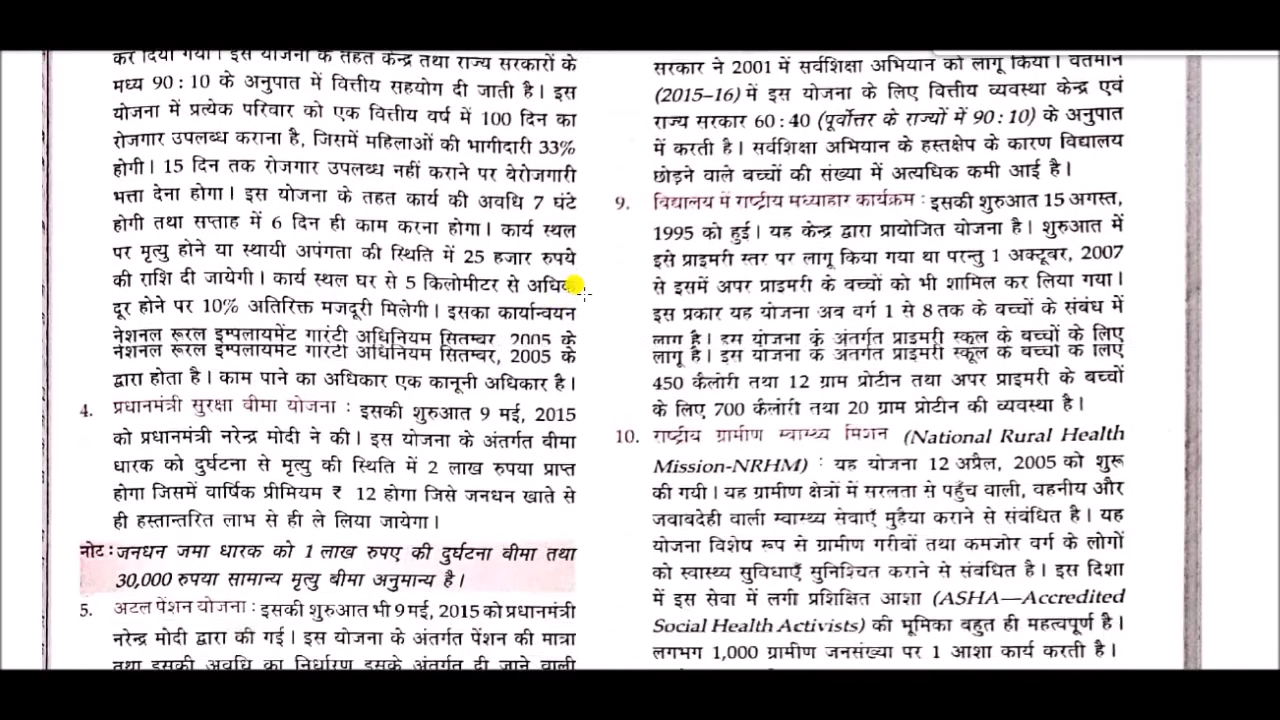 कर दिया गया। इस योजना के तहत केन्द्र तथा राज्य सरकारों के
मध्य 90 : 10 के अनुपात में वित्तीय सहयोग दी जाती है। इस
योजना में प्रत्येक परिवार को एक वित्तीय वर्ष में 100 दिन का
रोजगार उपलब्ध कराना है, जिसमें महिलाओं की भागीदारी 33%
होगी। 15 दिन तक रोजगार उपलब्ध नहीं कराने पर बेरोजगारी
भत्ता देना होगा। इस योजना के तहत कार्य की अवधि 7 घंटे
होगी तथा सप्ताह में 6 दिन ही काम करना होगा। कार्य स्थल
पर मृत्यु होने या स्थायी अपंगता की स्थिति में 25 हजार रुपये
की राशि दी जायेगी। कार्य स्थल घर से 5 किलोमीटर से
दूर होने पर 10% अतिरिक्त मजदूरी मिलेगी। इसका कार्यान्वयन
नेशनल रूरल इम्पलायमेंट गारंटी अधिनियम सितम्बर, 2005 के
नेशनल रूरल इम्पलायमेंट गारंटी अधिनियम सितम्बर, 2005 के
द्वारा होता है। काम पाने का अधिकार एक कानूनी अधिकार है।
4. प्रधानमंत्री सुरक्षा बीमा योजना : इसकी शुरुआत 9 मई, 2015
को प्रधानमंत्री नरेन्द्र मोदी ने की। इस योजना के अंतर्गत बीमा
धारक को दुर्घटना से मृत्यु की स्थिति में 2 लाख रुपया प्राप्त
होगा जिसमें वार्षिक प्रीमियम ₹ 12 होगा जिसे जनधन खाते से
ही हस्तान्तरित लाभ से ही ले लिया जायेगा।
नोट : जनधन जमा धारक को 1 लाख रुपए की दुर्घटना बीमा तथा
30,000 रुपया सामान्य मृत्यु बीमा अनुमान्य है।
5. अटल पेंशन योजना : इसकी शुरुआत भी 9 मई, 2015 को प्रधानमंत्री
नरेन्द्र मोदी द्वारा की गई। इस योजना के अंतर्गत पेंशन की मात्रा
तथा इसकी अवधि का निर्धारण इसके अंतर्गत दी जाने वाली
सरकार ने 2001 में सर्वशिक्षा अभियान को लागू किया। वर्तमान
(2015–16) में इस योजना के लिए वित्तीय व्यवस्था केन्द्र एवं
राज्य सरकार 60 : 40 (पूर्वोत्तर के राज्यों में 90 : 10) के अनुपात
में करती है। सर्वशिक्षा अभियान के हस्तक्षेप के कारण विद्यालय
छोड़ने वाले बच्चों की संख्या में अत्यधिक कमी आई है।
9. विद्यालय में राष्ट्रीय मध्याहार कार्यक्रम : इसकी शुरुआत 15 अगस्त,
1995 को हुई। यह केन्द्र द्वारा प्रायोजित योजना है। शुरुआत में
इसे प्राइमरी स्तर पर लागू किया गया था परन्तु 1 अक्टूबर, 2007
से इसमें अपर प्राइमरी के बच्चों को भी शामिल कर लिया गया।
इस प्रकार यह योजना अब वर्ग 1 से 8 तक के बच्चों के संबंध में
लागू है। इस योजना के अंतर्गत प्राइमरी स्कूल के बच्चों के लिए
लागू है। इस योजना के अंतर्गत प्राइमरी स्कूल के बच्चों के लिए
450 कैलोरी तथा 12 ग्राम प्रोटीन तथा अपर प्राइमरी के बच्चों
के लिए 700 कैलोरी तथा 20 ग्राम प्रोटीन की व्यवस्था है।
10. राष्ट्रीय ग्रामीण स्वास्थ्य मिशन (National Rural Health
Mission-NRHM) : यह योजना 12 अप्रैल, 2005 को शुरू
की गयी। यह ग्रामीण क्षेत्रों में सरलता से पहुँच वाली, वहनीय और
जवाबदेही वाली स्वास्थ्य सेवाएँ मुहैया कराने से संबंधित है। यह
योजना विशेष रूप से ग्रामीण गरीबों तथा कमजोर वर्ग के लोगों
को स्वास्थ्य सुविधाएँ सुनिश्चित कराने से संबधित है। इस दिशा
में इस सेवा में लगी प्रशिक्षित आशा (ASHA—Accredited
Social Health Activists) की भूमिका बहुत ही महत्वपूर्ण है।
लगभग 1,000 ग्रामीण जनसंख्या पर 1 आशा कार्य करती है।